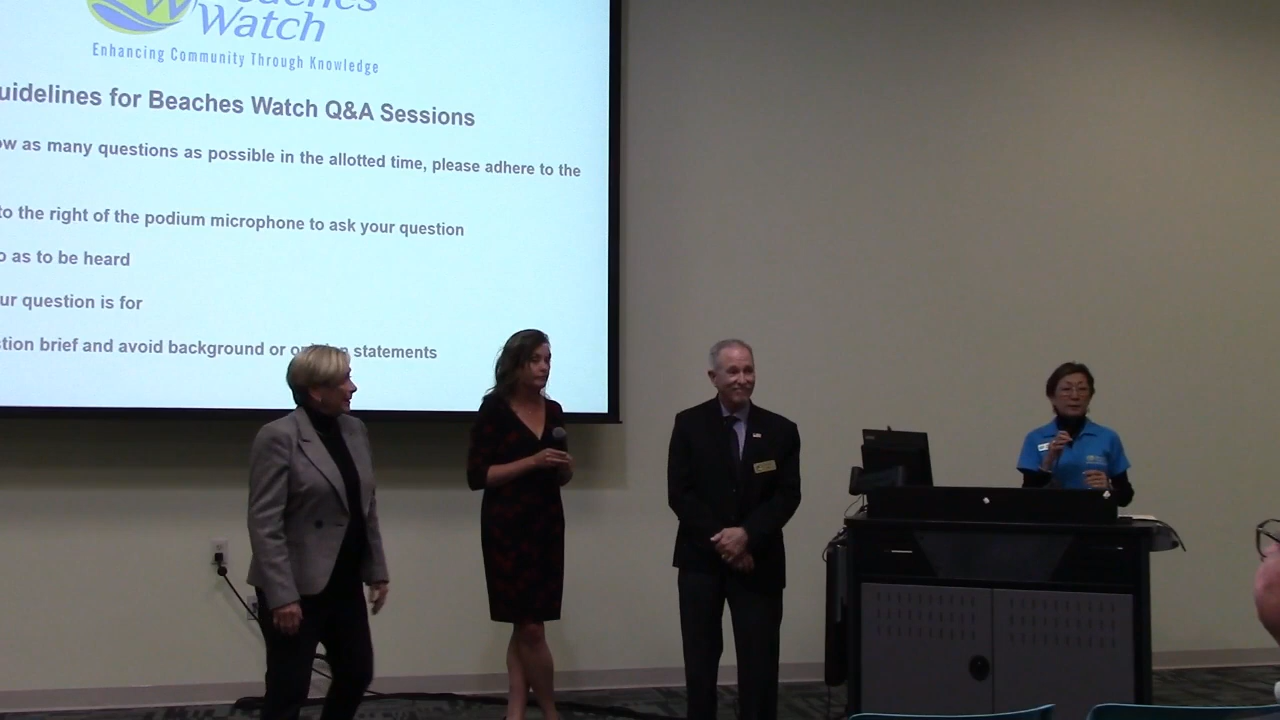 Watch
Enhancing Community Through Knowledge
uidelines for Beaches Watch Q&A Sessions
ow as many questions as possible in the allotted time, please adhere to the
to the right of the podium microphone to ask your question
o as to be heard
ur question is for
tion brief and avoid background or opinion statements